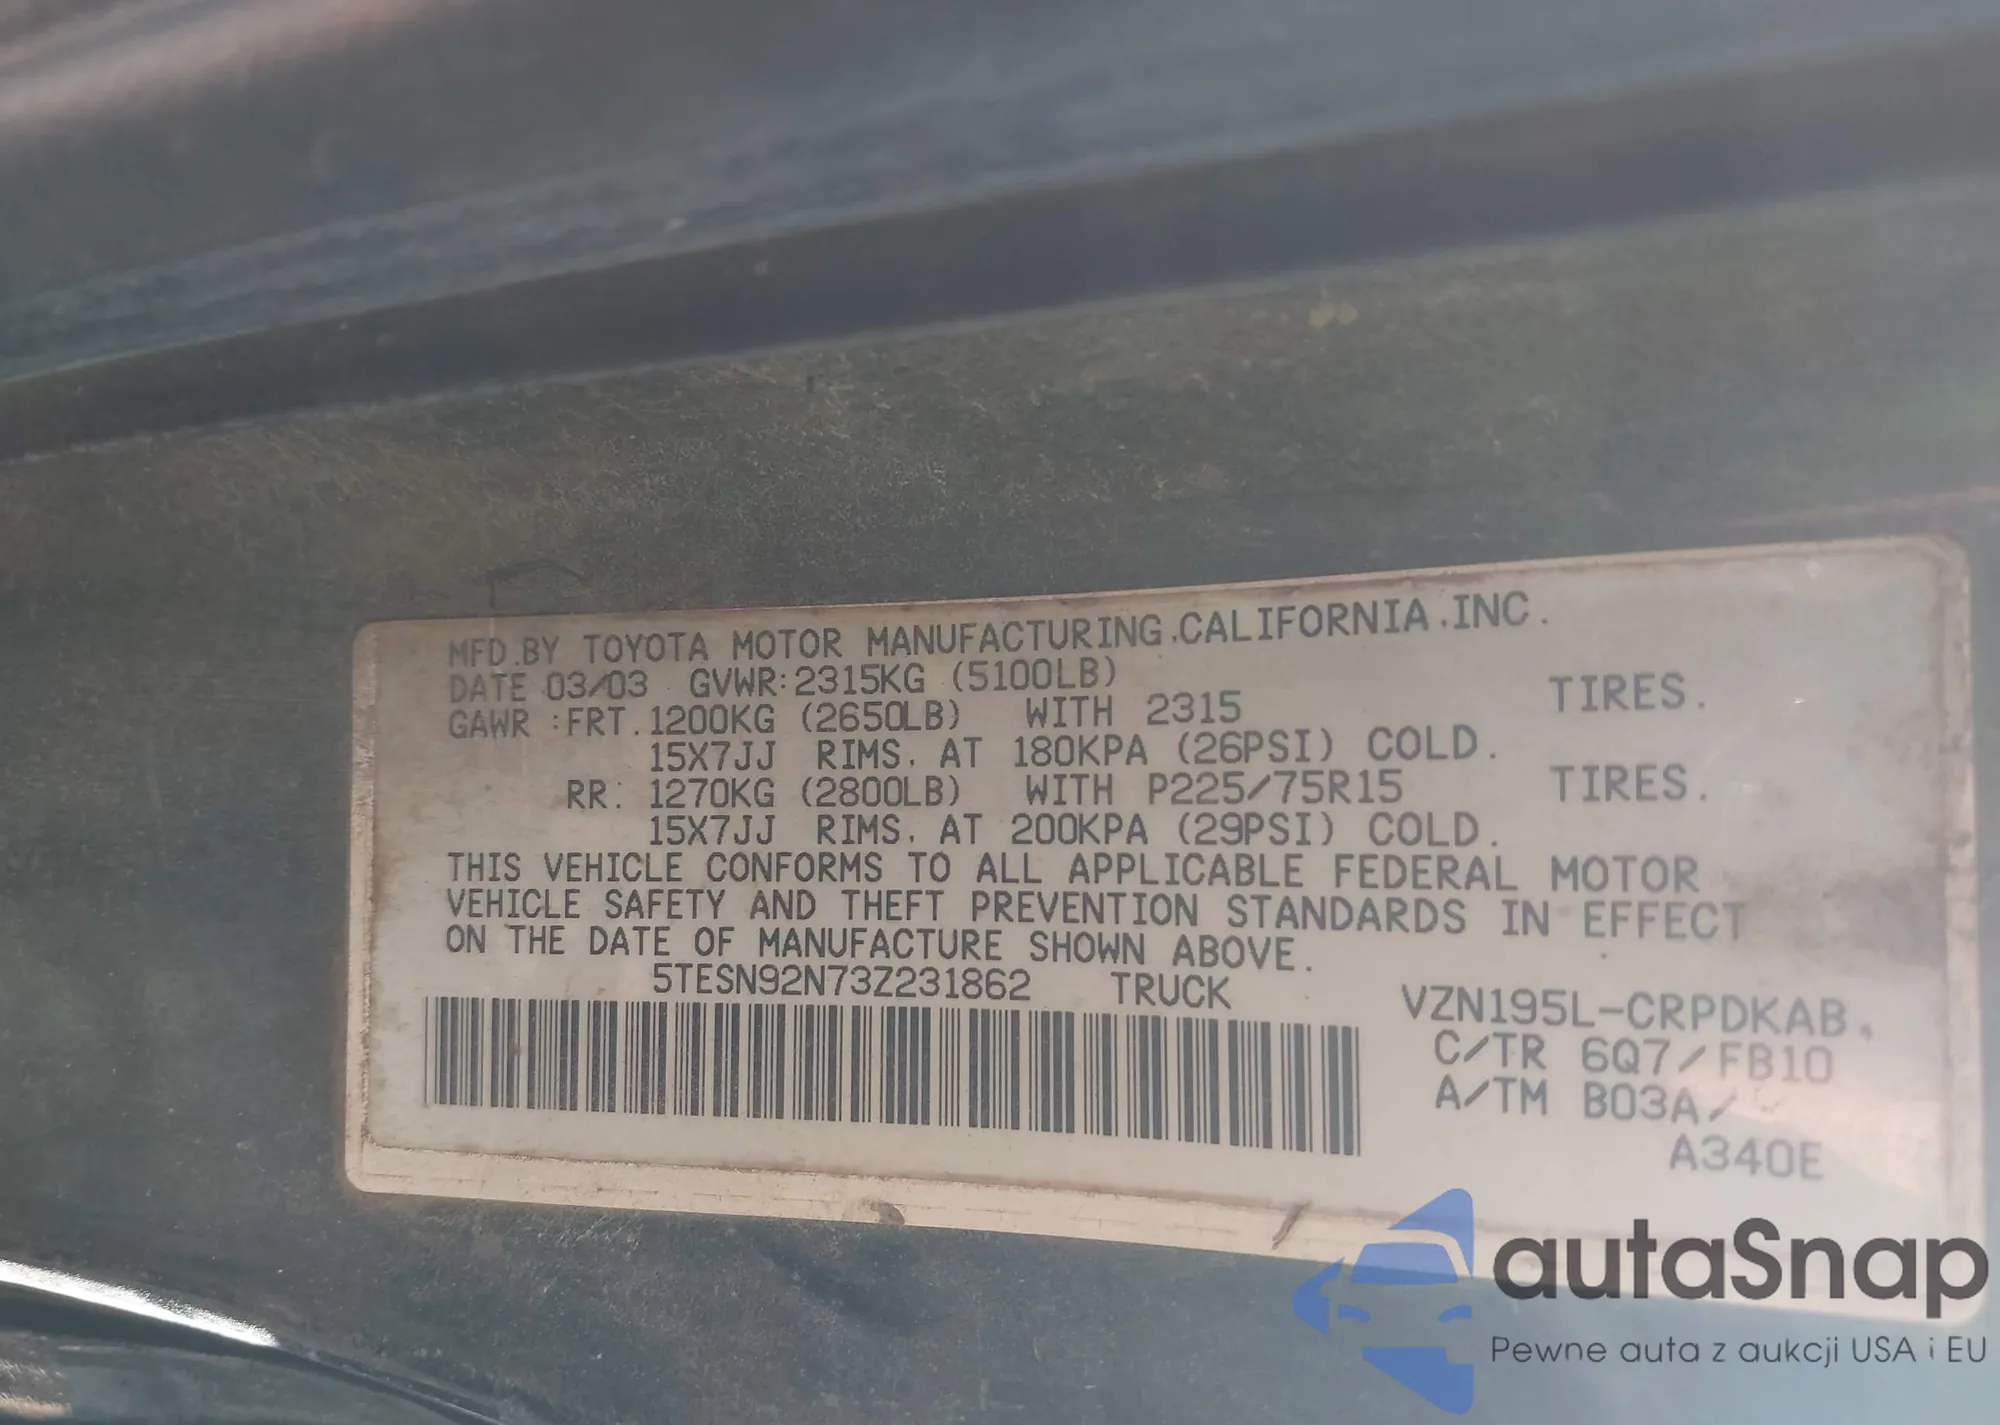 MFD.BY TOYOTA MOTOR MANUFACTURING.CALIFORNIA.INC.
DATE 03/03 GVWR:2315KG (5100LB)
GAWR :FRT.1200KG (2650LB) WITH 2315 TIRES.
15X7JJ RIMS. AT 180KPA (26PSI) COLD.
RR: 1270KG (2800LB) WITH P225/75R15 TIRES.
15X7JJ RIMS. AT 200KPA (29PSI) COLD.
THIS VEHICLE CONFORMS TO ALL APPLICABLE FEDERAL MOTOR
VEHICLE SAFETY AND THEFT PREVENTION STANDARDS IN EFFECT
ON THE DATE OF MANUFACTURE SHOWN ABOVE.
5TESN92N73Z231862 TRUCK
VZN195L-CRPDKAB,
C/TR 6Q7/FB10
A/TM B03A/
A340E
autaSnap
Pewne auta z aukcji USA i EU